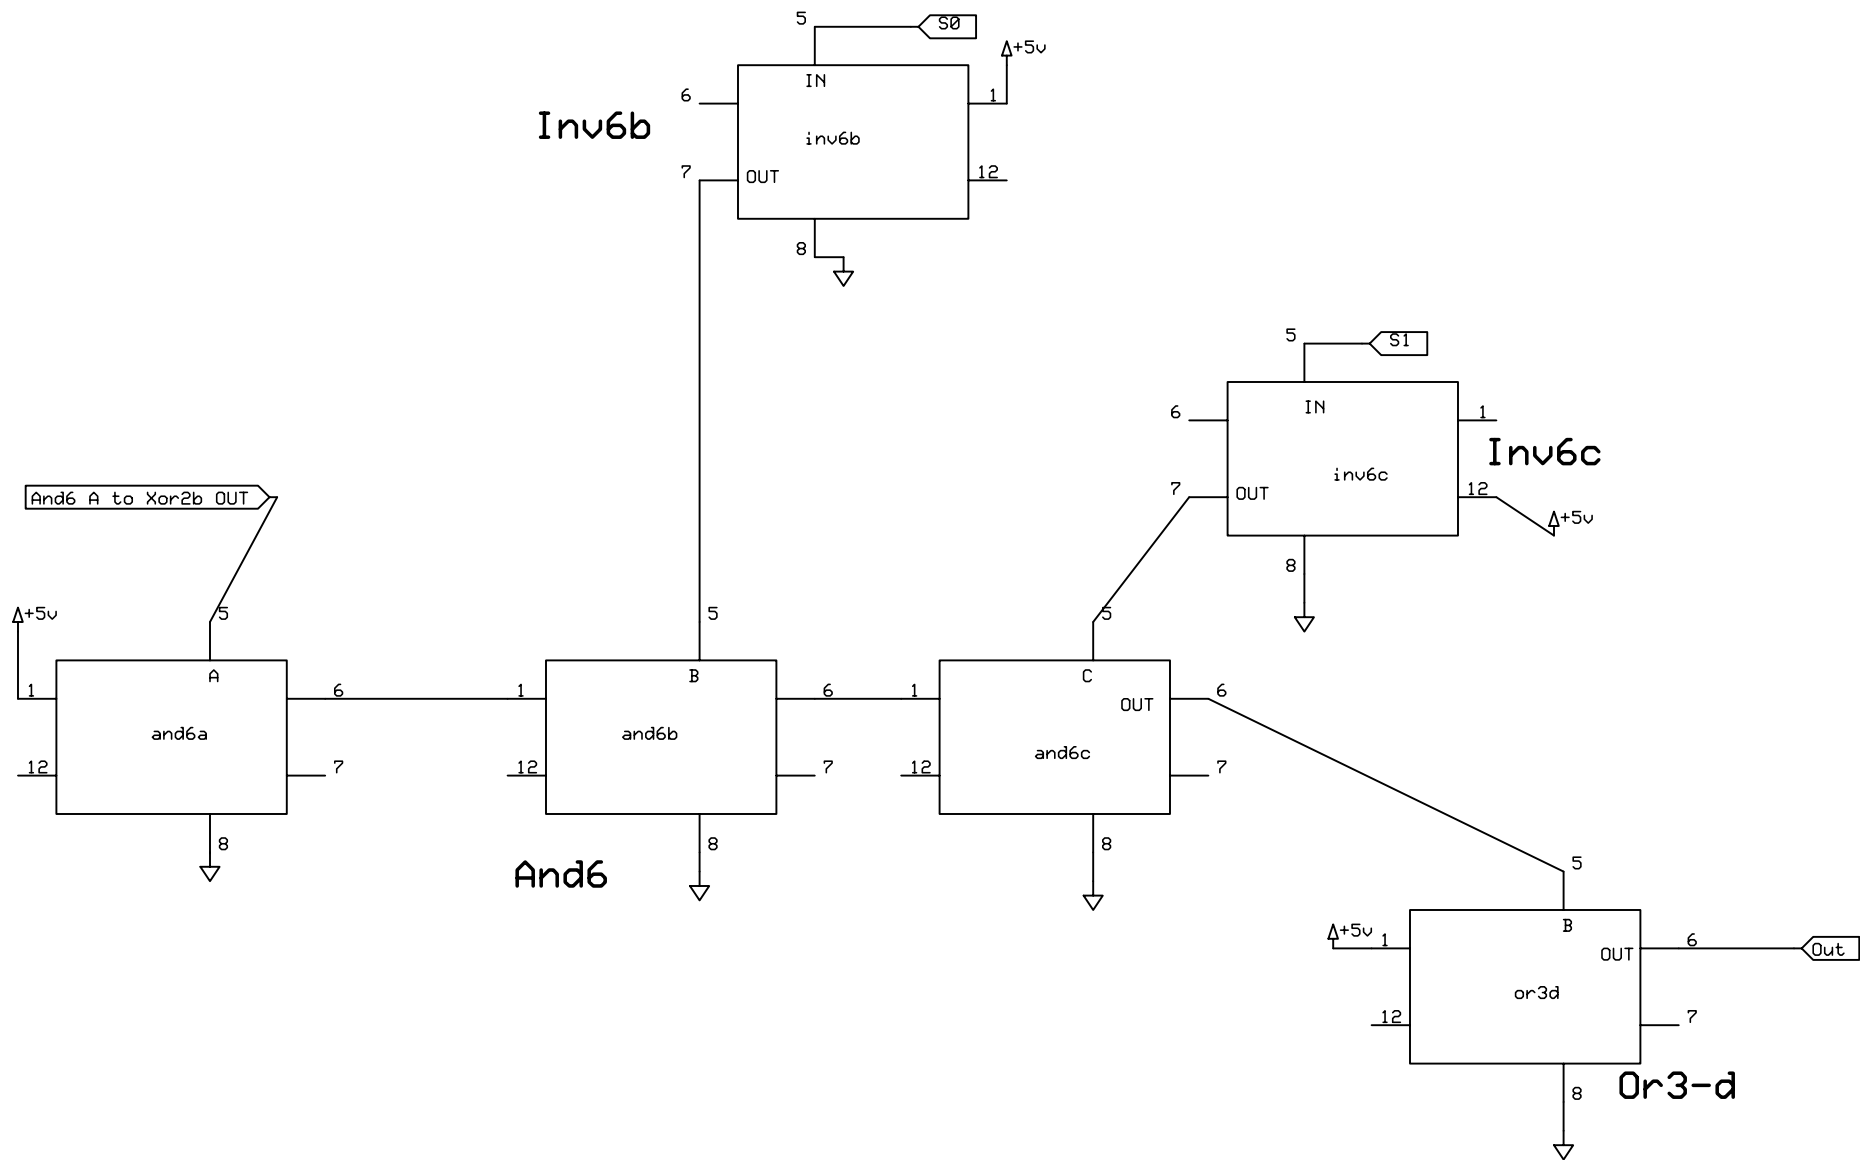 5 S0
+5v
IN
6 1
Inv6b
inv6b
7 OUT 12
8
5 S1
IN
6 1
Inv6c
inv6c
7 OUT 12
And6 A to Xor2b OUT
+5v
8
+5v 5 5 5
A B C
1 6 1 6 1 6
OUT
and6a and6b and6c
12 7 12 7 12 7
8 8 8
And6
5
B
+5v 1 OUT 6 Out
or3d
12 7
Or3-d
8